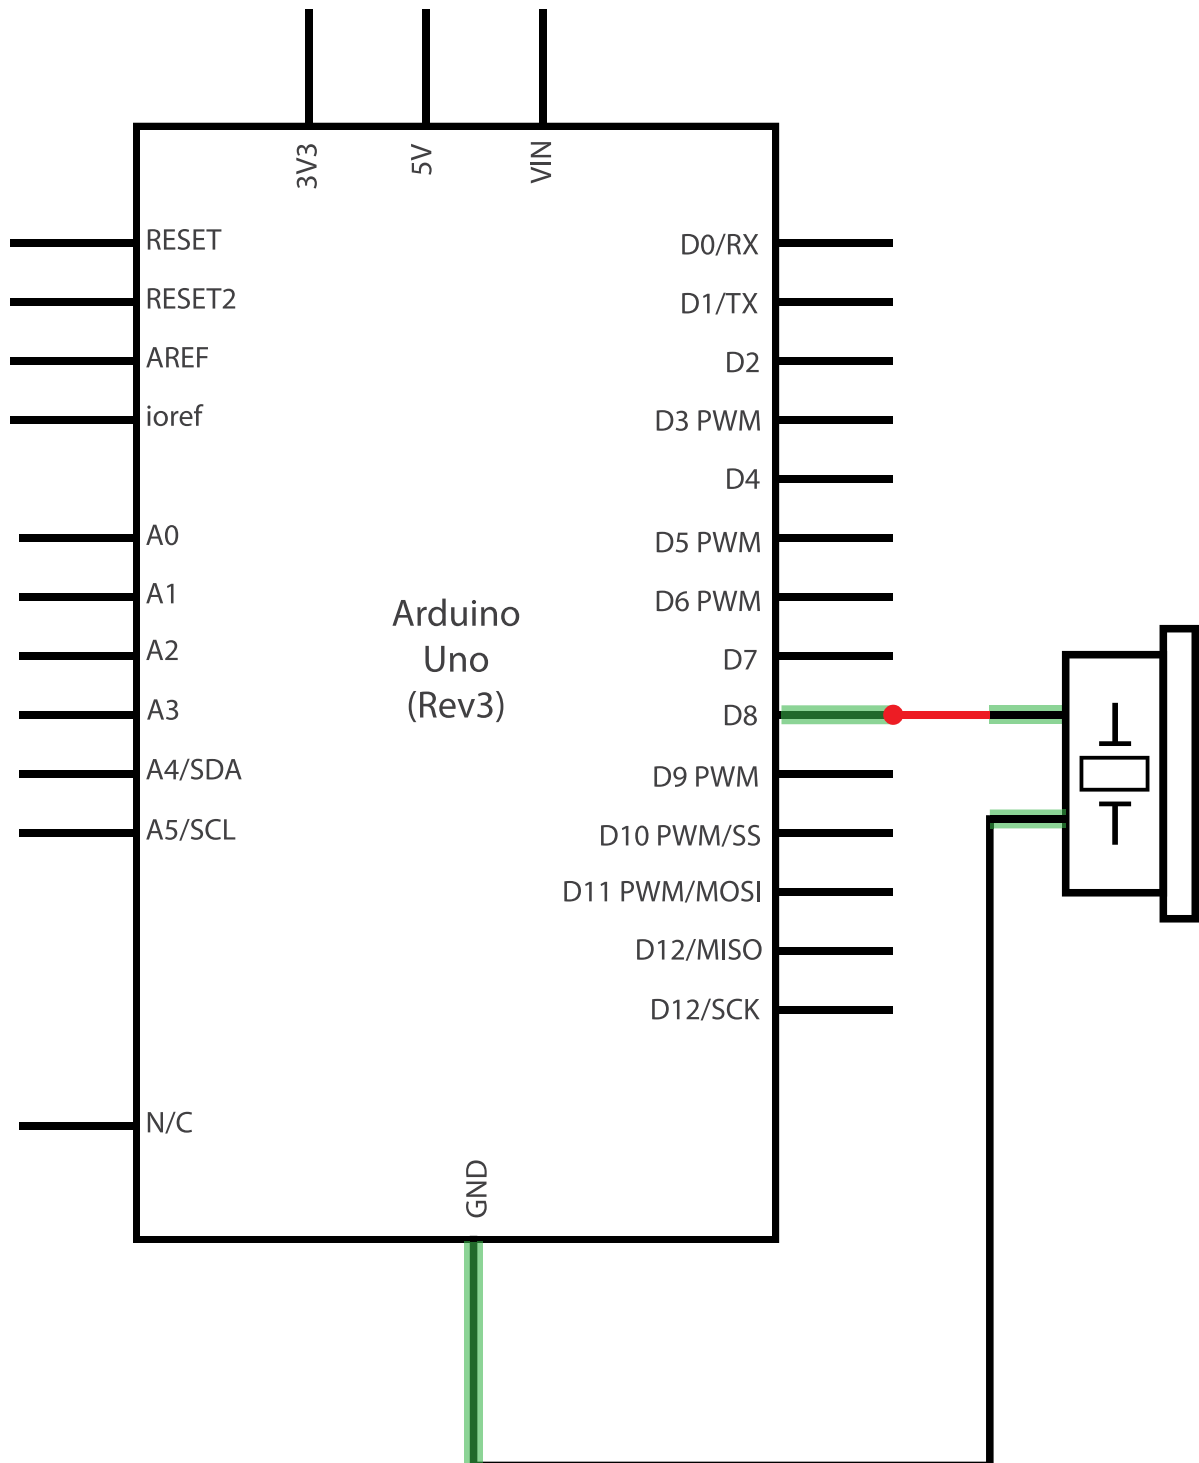 3V3
5V
VIN
RESET
RESET2
AREF
ioref
A0
A1
A2
A3
A4/SDA
A5/SCL
N/C
Arduino
Uno
(Rev3)
D0/RX
D1/TX
D2
D3 PWM
D4
D5 PWM
D6 PWM
D7
D8
D9 PWM
D10 PWM/SS
D11 PWM/MOSI
D12/MISO
D12/SCK
GND